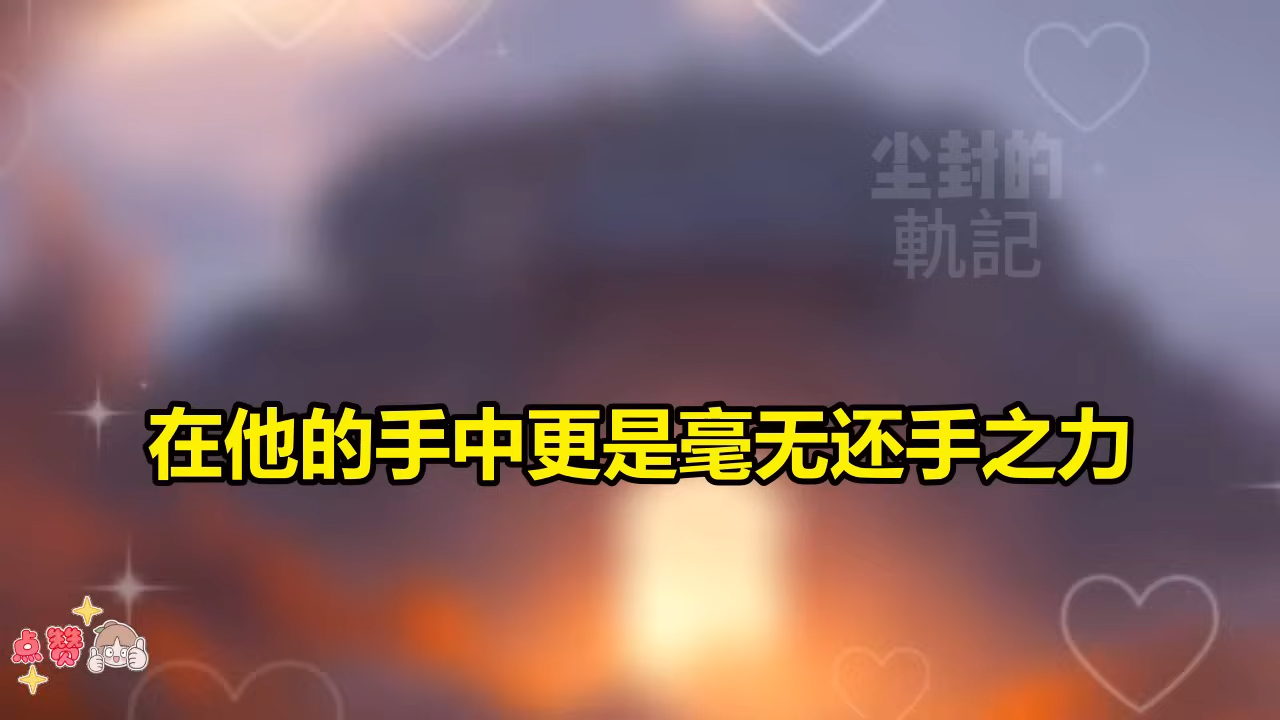 尘封的
軌記
在他的手中更是毫无还手之力
点赞